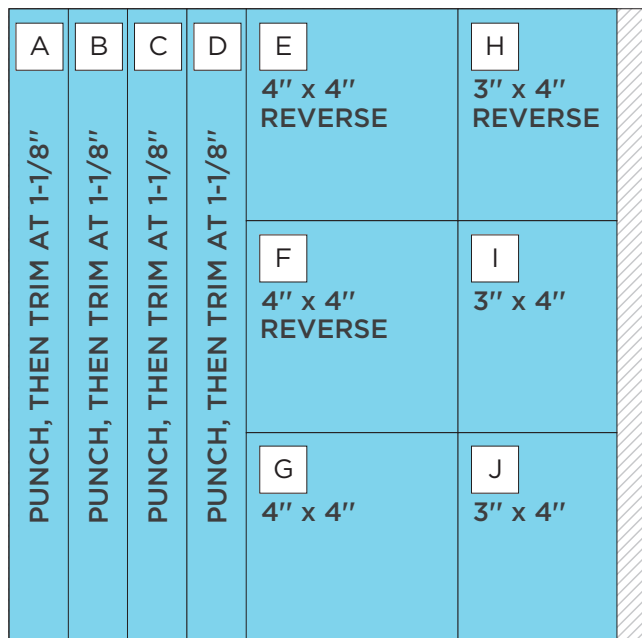 A
PUNCH, THEN TRIM AT 1-1/8"
B
PUNCH, THEN TRIM AT 1-1/8"
C
PUNCH, THEN TRIM AT 1-1/8"
D
PUNCH, THEN TRIM AT 1-1/8"
E
4" x 4"
REVERSE
H
3" x 4"
REVERSE
F
4" x 4"
REVERSE
I
3" x 4"
G
4" x 4"
J
3" x 4"